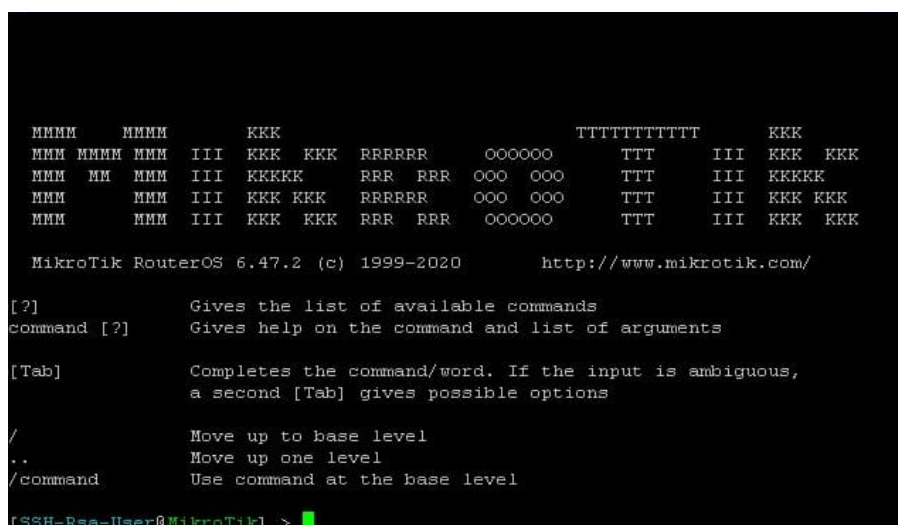 MMMM    MMMM       KKK                          TTTTTTTTTTT      KKK
MMM MMMM MMM  III  KKK  KKK  RRRRRR     OOOOOO      TTT     III  KKK  KKK
MMM  MM  MMM  III  KKKKK     RRR  RRR  OOO  OOO     TTT     III  KKKKK
MMM      MMM  III  KKK KKK   RRRRRR    OOO  OOO     TTT     III  KKK KKK
MMM      MMM  III  KKK  KKK  RRR  RRR   OOOOOO      TTT     III  KKK  KKK
MikroTik RouterOS 6.47.2 (c) 1999-2020       http://www.mikrotik.com/
[?]             Gives the list of available commands
command [?]     Gives help on the command and list of arguments
[Tab]           Completes the command/word. If the input is ambiguous,
a second [Tab] gives possible options
/               Move up to base level
..              Move up one level
/command        Use command at the base level
[SSH-Rsa-User@MikroTik] >